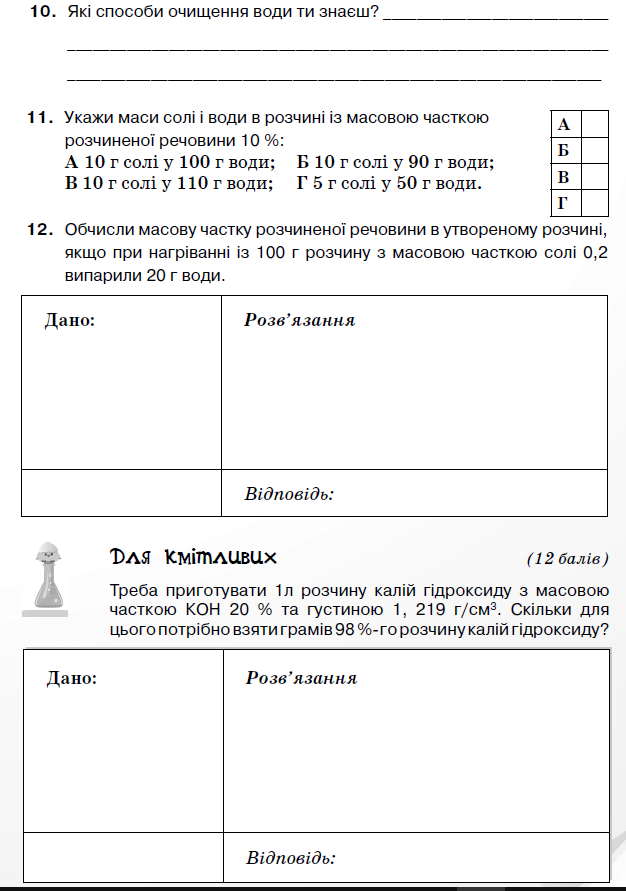 10. Які способи очищення води ти знаєш? ___________________________
________________________________________________________________
________________________________________________________________
11. Укажи маси солі і води в розчині із масовою часткою
розчиненої речовини 10 %:
А 10 г солі у 100 г води; Б 10 г солі у 90 г води;
В 10 г солі у 110 г води; Г 5 г солі у 50 г води.
А
Б
В
Г
12. Обчисли масову частку розчиненої речовини в утвореному розчині,
якщо при нагріванні із 100 г розчину з масовою часткою солі 0,2
випарили 20 г води.
Дано:
Розв’язання
Відповідь:
Для кмітливих (12 балів)
Треба приготувати 1л розчину калій гідроксиду з масовою
часткою КОН 20 % та густиною 1, 219 г/см³. Скільки для
цього потрібно взяти грамів 98 %-го розчину калій гідроксиду?
Дано:
Розв’язання
Відповідь: